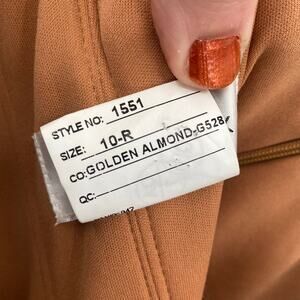 STYLE NO: 1551
SIZE: 10-R
CO: GOLDEN ALMOND-G528
QC: